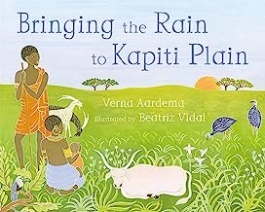 Bringing the Rain
to Kapiti Plain
Verna Aardema
Illustrated by Beatriz Vidal